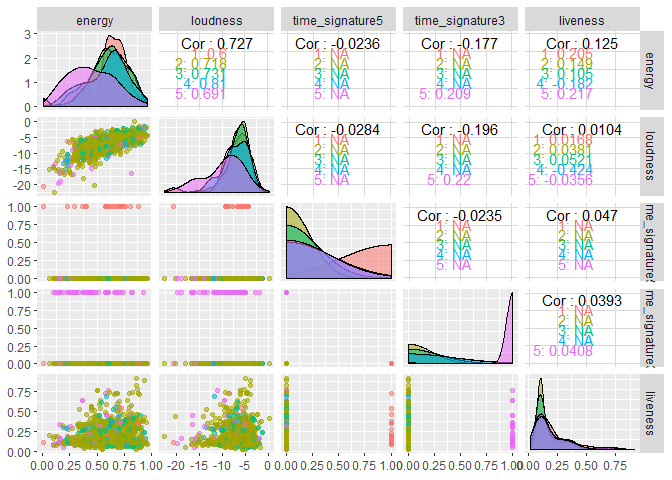 energy loudness time_signature5 time_signature3 liveness
3
2
1
0
Cor : 0.727
1: 0.6
2: 0.718
3: 0.731
4: 0.81
5: 0.691
Cor : -0.0236
1: NA
2: NA
3: NA
4: NA
5: NA
Cor : -0.177
1: NA
2: NA
3: NA
4: NA
5: 0.209
Cor : 0.125
1: 0.205
2: 0.149
3: 0.105
4: -0.182
5: 0.217
energy
0
-5
-10
-15
-20
Cor : -0.0284
1: NA
2: NA
3: NA
4: NA
5: NA
Cor : -0.196
1: NA
2: NA
3: NA
4: NA
5: 0.22
Cor : 0.0104
1: 0.0168
2: 0.0381
3: 0.0521
4: -0.424
5: -0.0356
loudness
1.00
0.75
0.50
0.25
0.00
Cor : -0.0235
1: NA
2: NA
3: NA
4: NA
5: NA
Cor : 0.047
1: NA
2: NA
3: NA
4: NA
5: NA
me_signature
1.00
0.75
0.50
0.25
0.00
Cor : 0.0393
1: NA
2: NA
3: NA
4: NA
5: 0.0408
me_signature
0.75
0.50
0.25
0.00
liveness
0.00 0.25 0.50 0.75 1.00 -20 -15 -10 -5 0 0.00 0.25 0.50 0.75 1.00 0.00 0.25 0.50 0.75 1.00 0.00 0.25 0.50 0.75